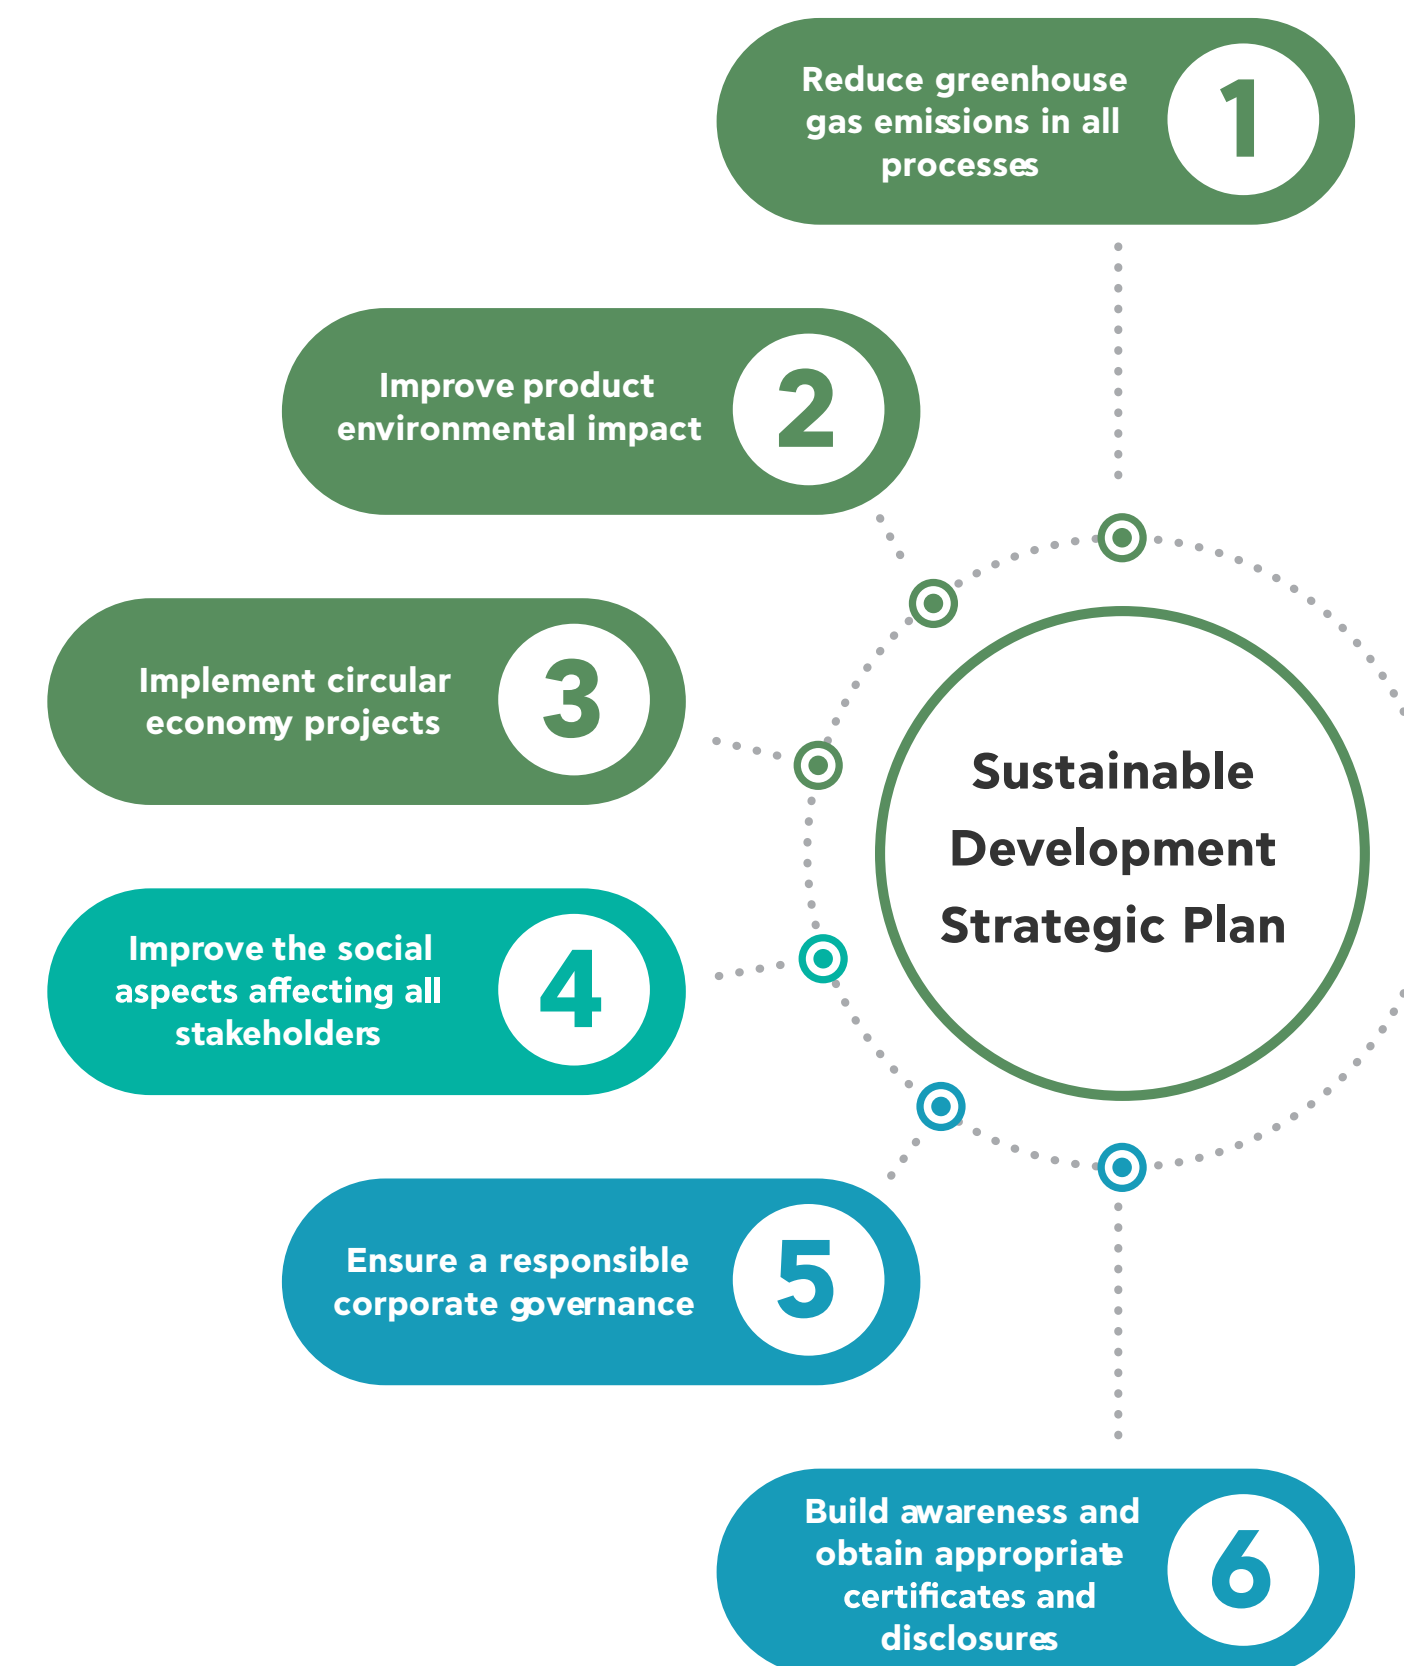 Reduce greenhouse
gas emissions in all
processes
1
Improve product
environmental impact
2
Implement circular
economy projects
3
Sustainable
Development
Strategic Plan
Improve the social
aspects affecting all
stakeholders
4
Ensure a responsible
corporate governance
5
Build awareness and
obtain appropriate
certificates and
disclosures
6